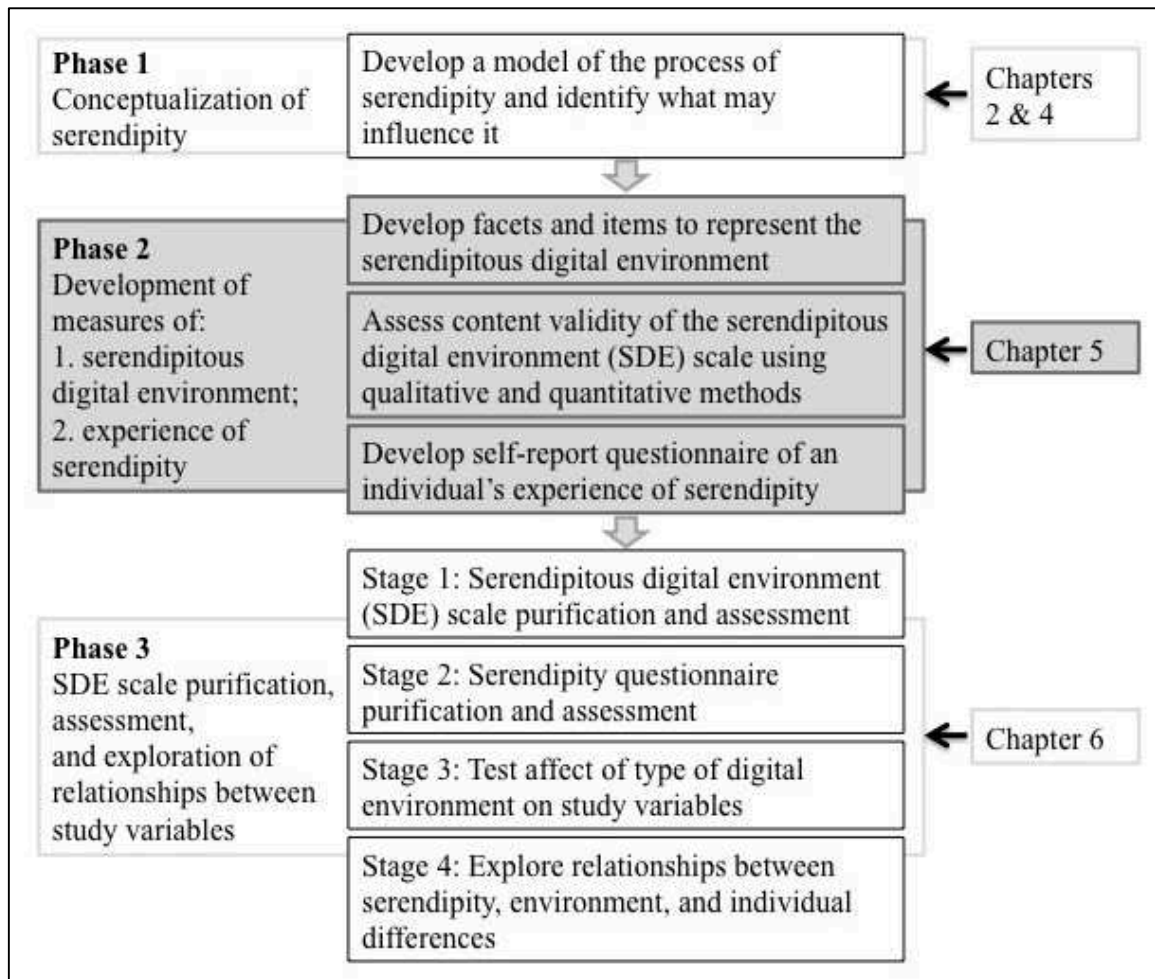 Phase 1
Conceptualization of
serendipity
Develop a model of the process of
serendipity and identify what may
influence it
Chapters
2 & 4
Phase 2
Development of
measures of:
1. serendipitous
digital environment;
2. experience of
serendipity
Develop facets and items to represent the
serendipitous digital environment
Assess content validity of the serendipitous
digital environment (SDE) scale using
qualitative and quantitative methods
Develop self-report questionnaire of an
individual’s experience of serendipity
Chapter 5
Phase 3
SDE scale purification,
assessment,
and exploration of
relationships between
study variables
Stage 1: Serendipitous digital environment
(SDE) scale purification and assessment
Stage 2: Serendipity questionnaire
purification and assessment
Stage 3: Test affect of type of digital
environment on study variables
Stage 4: Explore relationships between
serendipity, environment, and individual
differences
Chapter 6